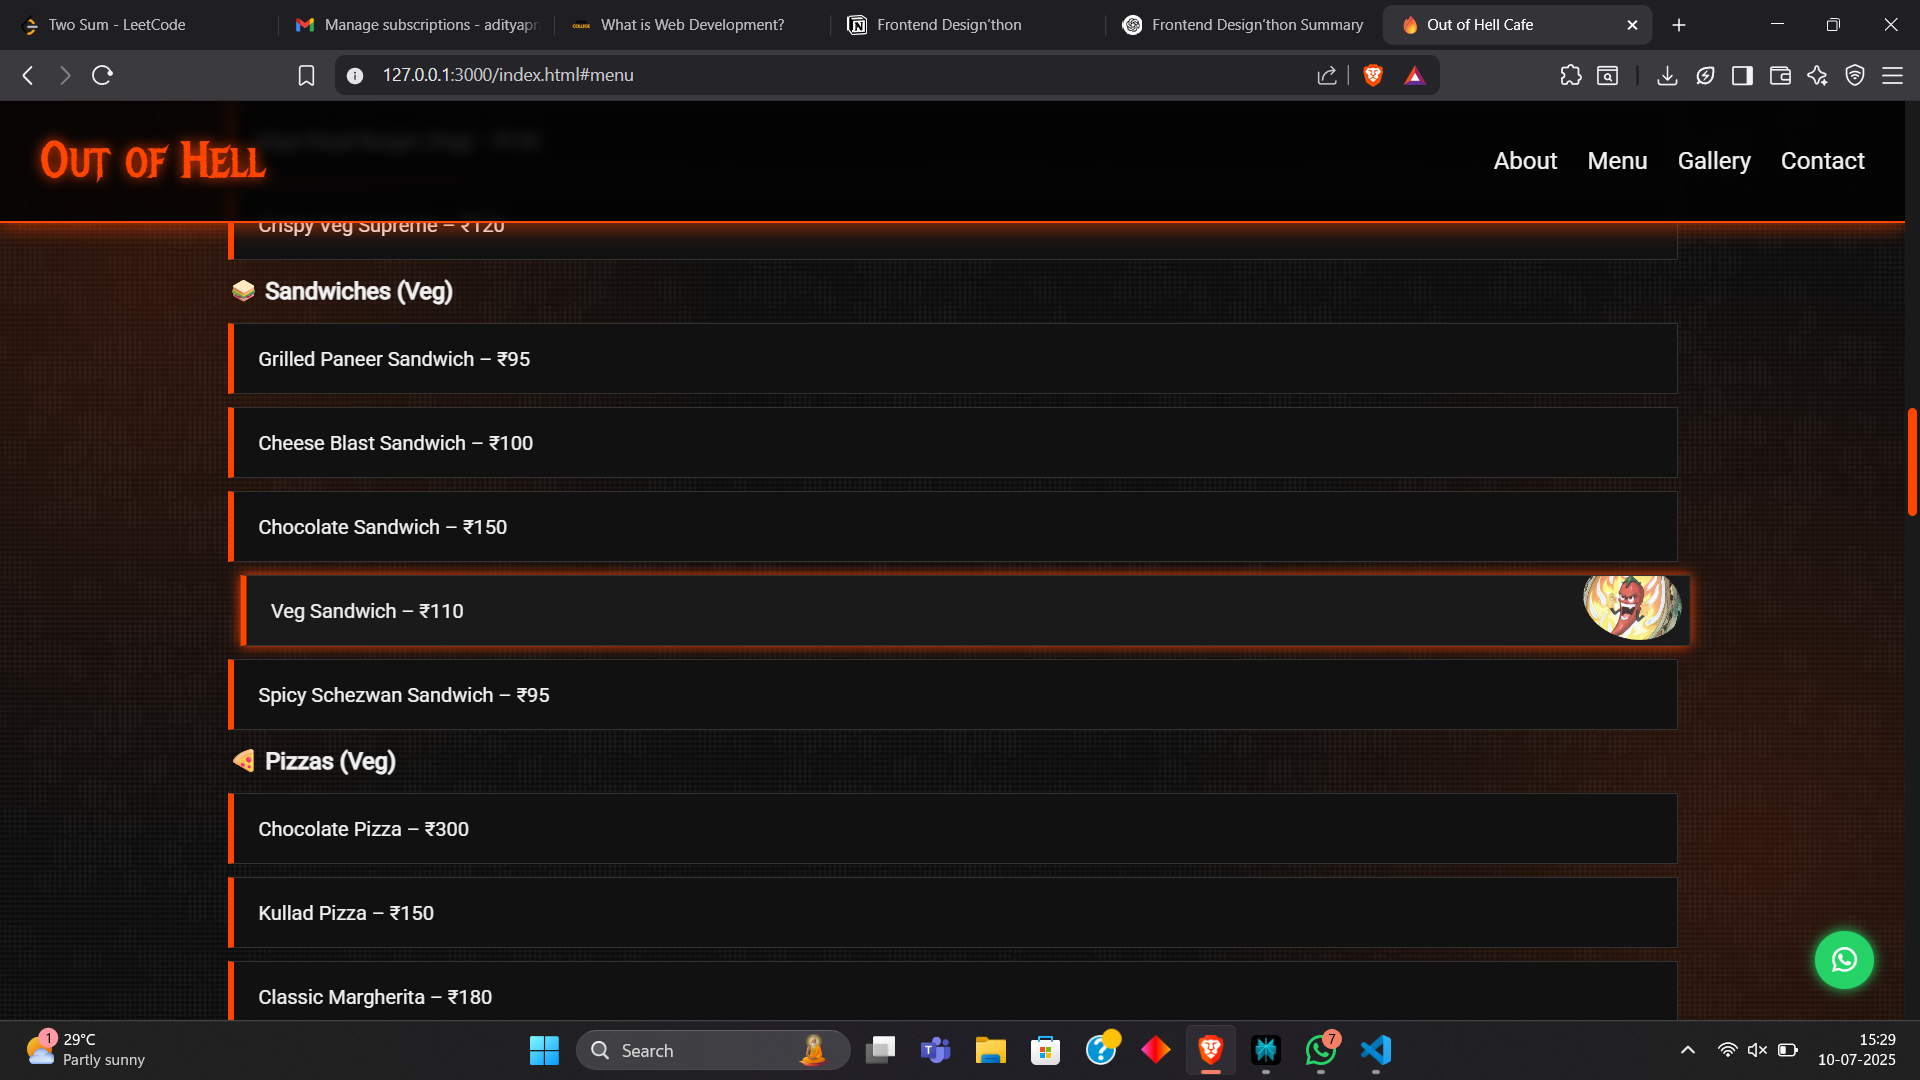 Two Sum - LeetCode
Manage subscriptions - adityapr
What is Web Development?
Frontend Design'thon
Frontend Design'thon Summary
Out of Hell Cafe
127.0.0.1:3000/index.html#menu
Out of Hell
About
Menu
Gallery
Contact
Crispy Veg Supreme – ₹120
Sandwiches (Veg)
Grilled Paneer Sandwich – ₹95
Cheese Blast Sandwich – ₹100
Chocolate Sandwich – ₹150
Veg Sandwich – ₹110
Spicy Schezwan Sandwich – ₹95
Pizzas (Veg)
Chocolate Pizza – ₹300
Kullad Pizza – ₹150
Classic Margherita – ₹180
1
29°C
Partly sunny
Search
7
15:29
10-07-2025